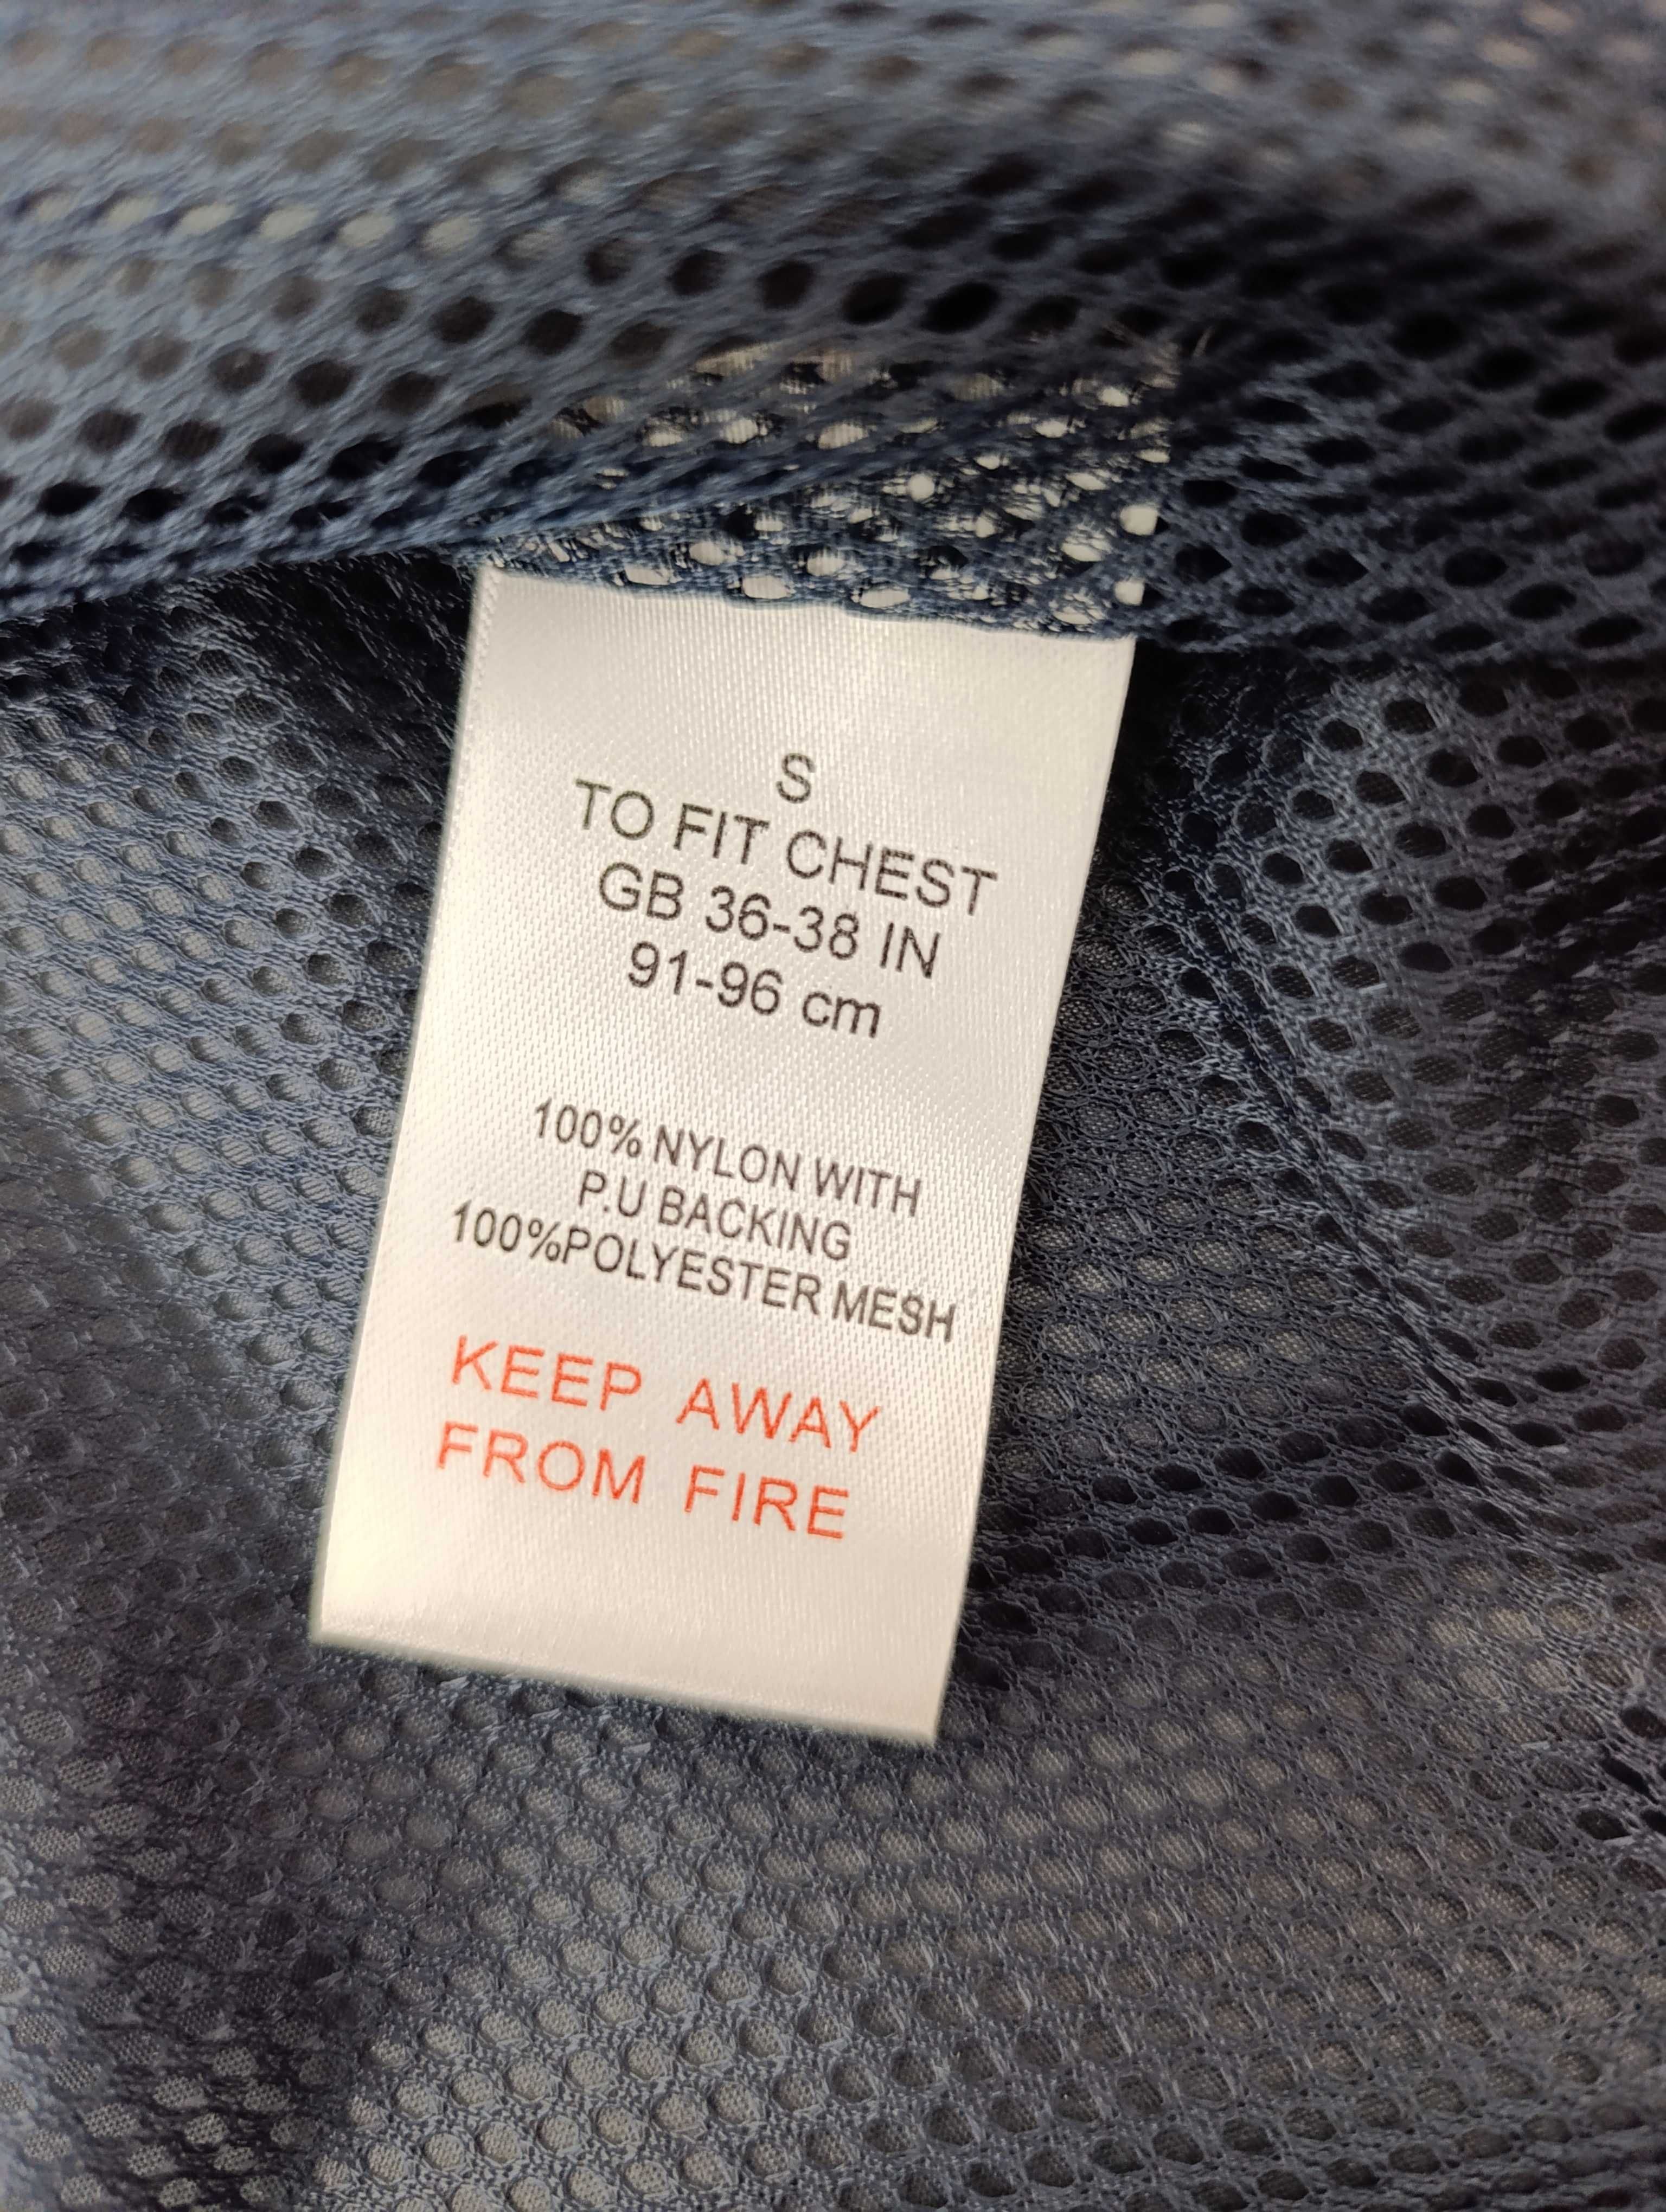 S
TO FIT CHEST
GB 36-38 IN
91-96 cm
100% NYLON WITH
P.U BACKING
100%POLYESTER MESH
KEEP AWAY
FROM FIRE